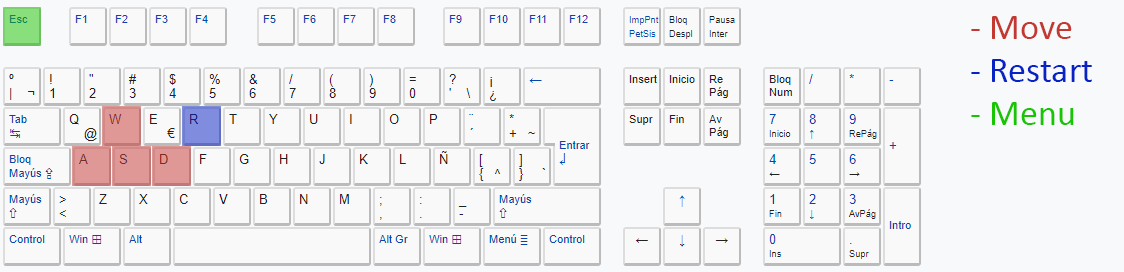 Esc F1 F2 F3 F4 F5 F6 F7 F8 F9 F10 F11 F12 ImpPnt PetSis Bloq Despl Pausa Inter
- Move
- Restart
- Menu
º | ¬ ! 1 " 2 # 3 $ 4 % 5 & 6 / 7 ( 8 ) 9 = 0 ? ' \ ¡ ¿ ← Insert Inicio Re Pág Bloq Num / * -
Tab ↹ Q @ W E € R T Y U I O P ¨ ´ * + ~ Entrar ↲ Supr Fin Av Pág 7 Inicio 8 ↑ 9 RePág +
Bloq Mayús ⇪ A S D F G H J K L Ñ [ { ^ ] } ` 4 ← 5 6 →
Mayús ⇧ > < Z X C V B N M ; , : . _ - Mayús ⇧ ↑ 1 Fin 2 ↓ 3 AvPág Intro
Control Win ⊞ Alt Alt Gr Win ⊞ Menú ≣ Control ← ↓ → 0 Ins . Supr